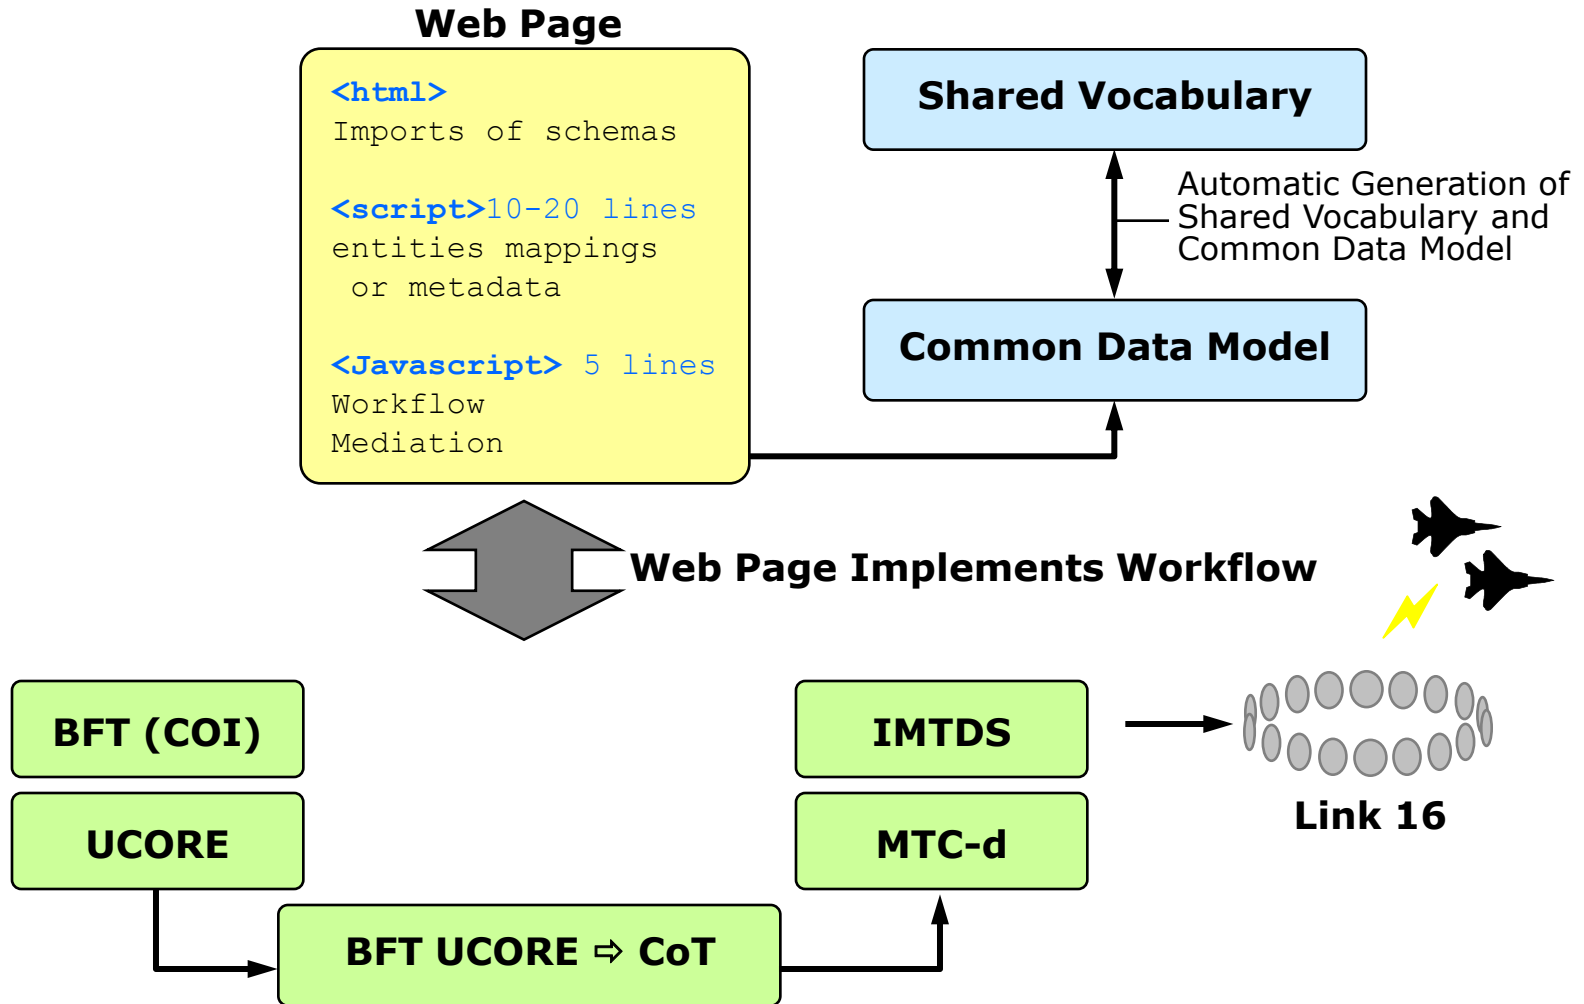 Web Page
<html>
Imports of schemas
<script>10-20 lines
entities mappings
or metadata
<Javascript> 5 lines
Workflow
Mediation
Shared Vocabulary
Automatic Generation of
Shared Vocabulary and
Common Data Model
Common Data Model
Web Page Implements Workflow
BFT (COI)
UCORE
BFT UCORE ⇨ CoT
IMTDS
MTC-d
Link 16